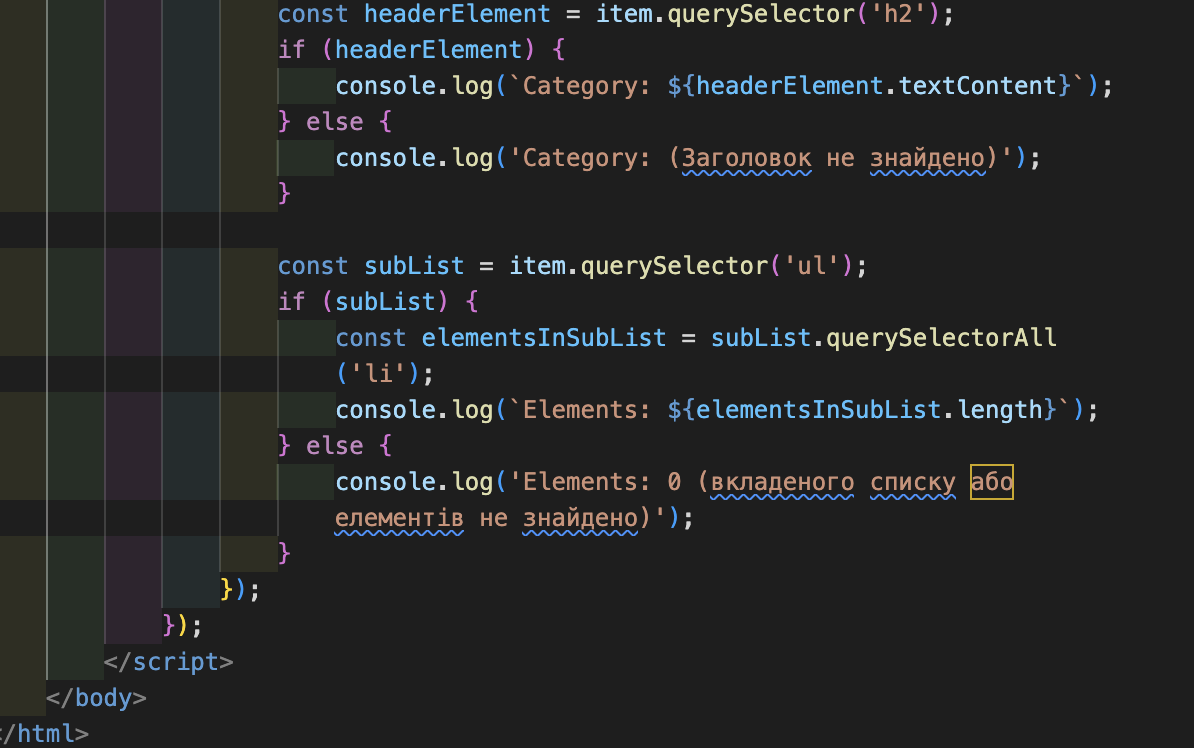 const headerElement = item.querySelector('h2');
if (headerElement) {
console.log(`Category: ${headerElement.textContent}`);
} else {
console.log('Category: (Заголовок не знайдено)');
}
const subList = item.querySelector('ul');
if (subList) {
const elementsInSubList = subList.querySelectorAll
('li');
console.log(`Elements: ${elementsInSubList.length}`);
} else {
console.log('Elements: 0 (вкладеного списку або
елементів не знайдено)');
}
});
});
</script>
</body>
</html>